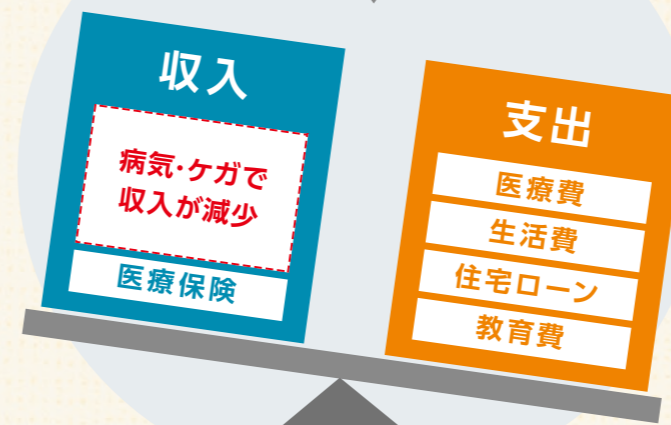 収入
病気・ケガで
収入が減少
医療保険
支出
医療費
生活費
住宅ローン
教育費